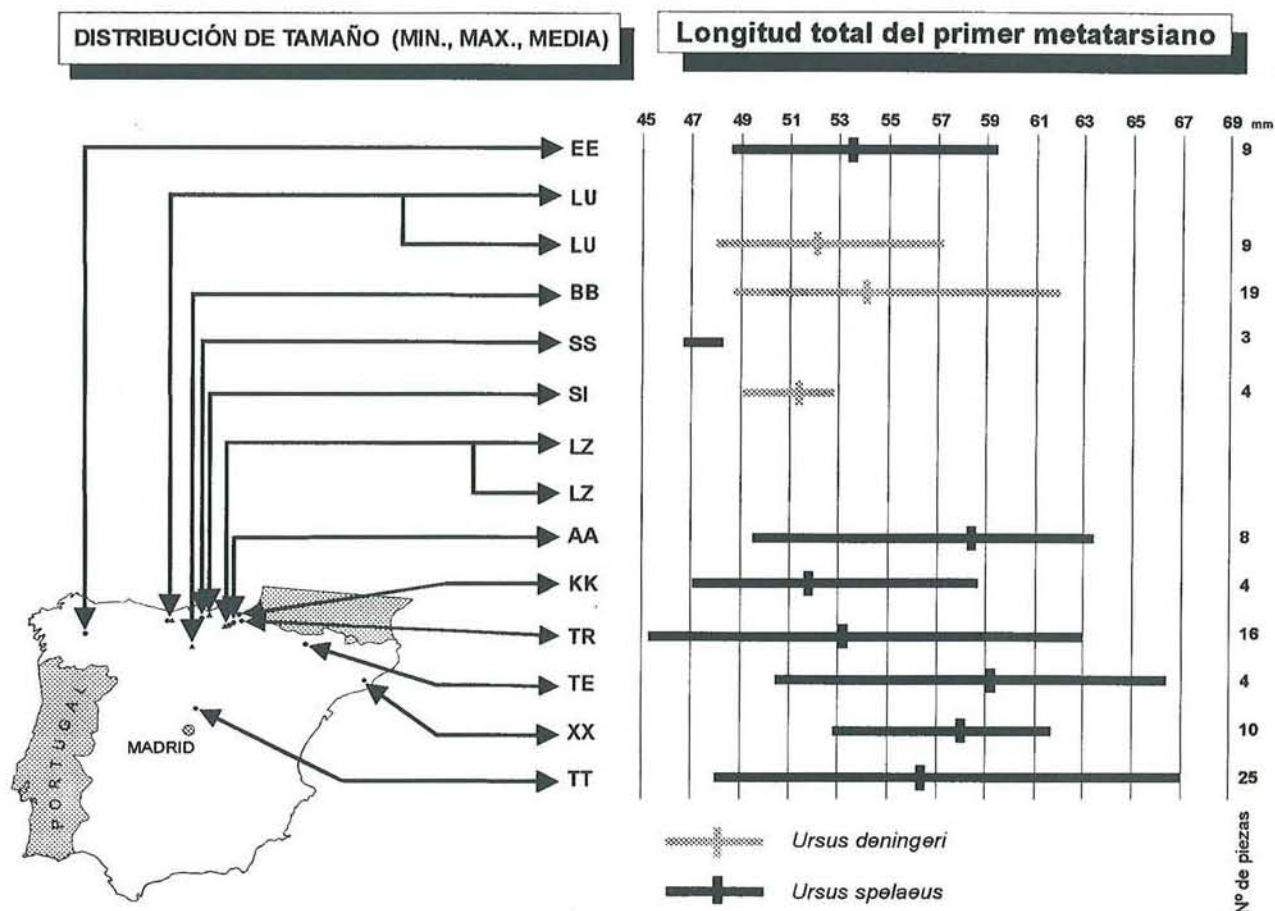 DISTRIBUCIÓN DE TAMAÑO (MIN., MAX., MEDIA)
Longitud total del primer metatarsiano
45 47 49 51 53 55 57 59 61 63 65 67 69 mm
EE 9
LU
LU 9
BB 19
SS 3
SI 4
LZ
LZ
AA 8
KK 4
TR 16
TE 4
XX 10
TT 25
PORTUGAL
MADRID
Ursus deningeri
Ursus spelaeus
Nº de piezas